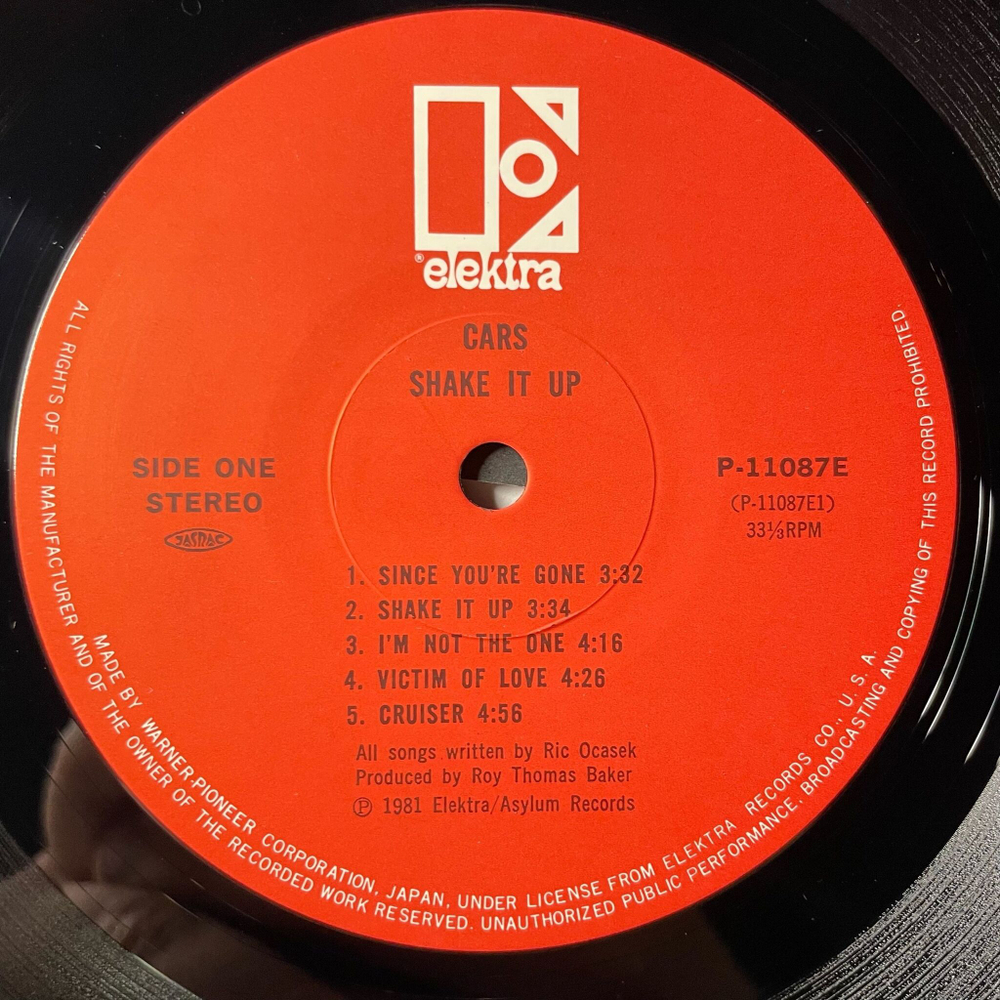 ®elektra
CARS
SHAKE IT UP
SIDE ONE
STEREO
JASRAC
P-11087E
(P-11087E1)
33⅓RPM
1. SINCE YOU'RE GONE 3:32
2. SHAKE IT UP 3:34
3. I'M NOT THE ONE 4:16
4. VICTIM OF LOVE 4:26
5. CRUISER 4:56
All songs written by Ric Ocasek
Produced by Roy Thomas Baker
Ⓟ 1981 Elektra/Asylum Records
MADE BY WARNER-PIONEER CORPORATION, JAPAN, UNDER LICENSE FROM ELEKTRA RECORDS CO., U. S. A.
ALL RIGHTS OF THE MANUFACTURER AND OF THE OWNER OF THE RECORDED WORK RESERVED. UNAUTHORIZED PUBLIC PERFORMANCE, BROADCASTING AND COPYING OF THIS RECORD PROHIBITED.